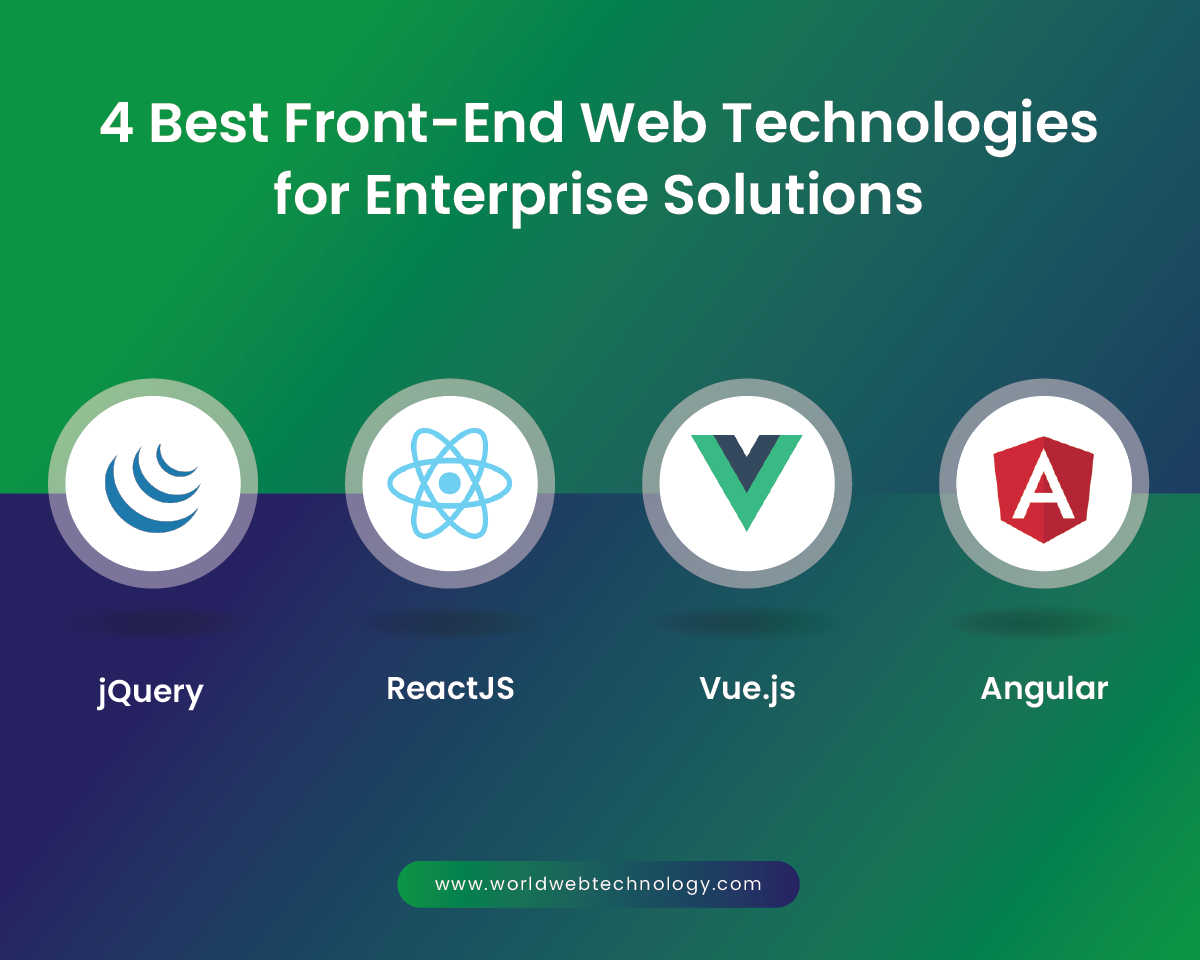 4 Best Front-End Web Technologies
for Enterprise Solutions
jQuery
ReactJS
Vue.js
Angular
www.worldwebtechnology.com